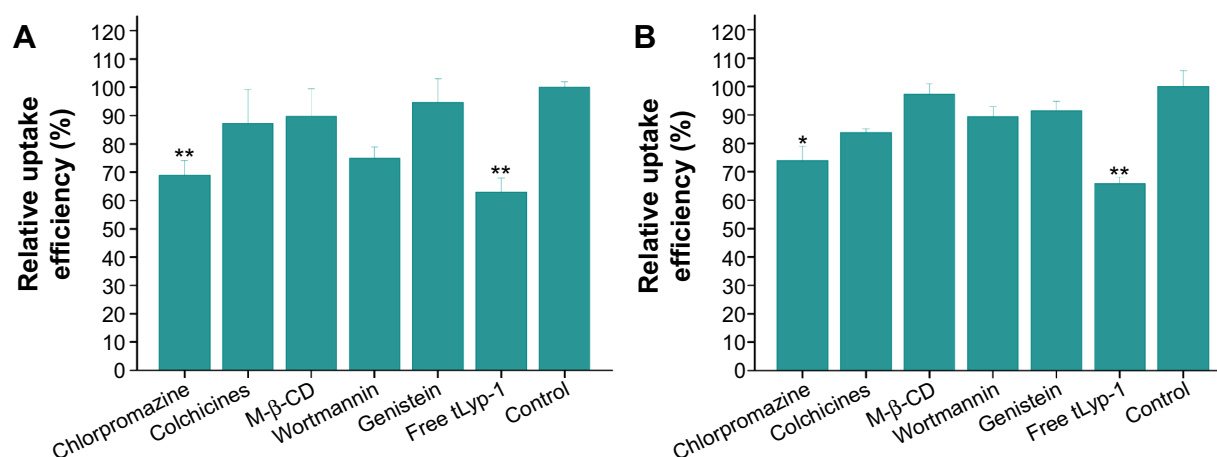 A
Relative uptake
efficiency (%)
120
110
100
90
80
70
60
50
40
30
20
10
0
**
**
Chlorpromazine
Colchicines
M-β-CD
Wortmannin
Genistein
Free tLyp-1
Control
B
Relative uptake
efficiency (%)
120
110
100
90
80
70
60
50
40
30
20
10
0
*
**
Chlorpromazine
Colchicines
M-β-CD
Wortmannin
Genistein
Free tLyp-1
Control